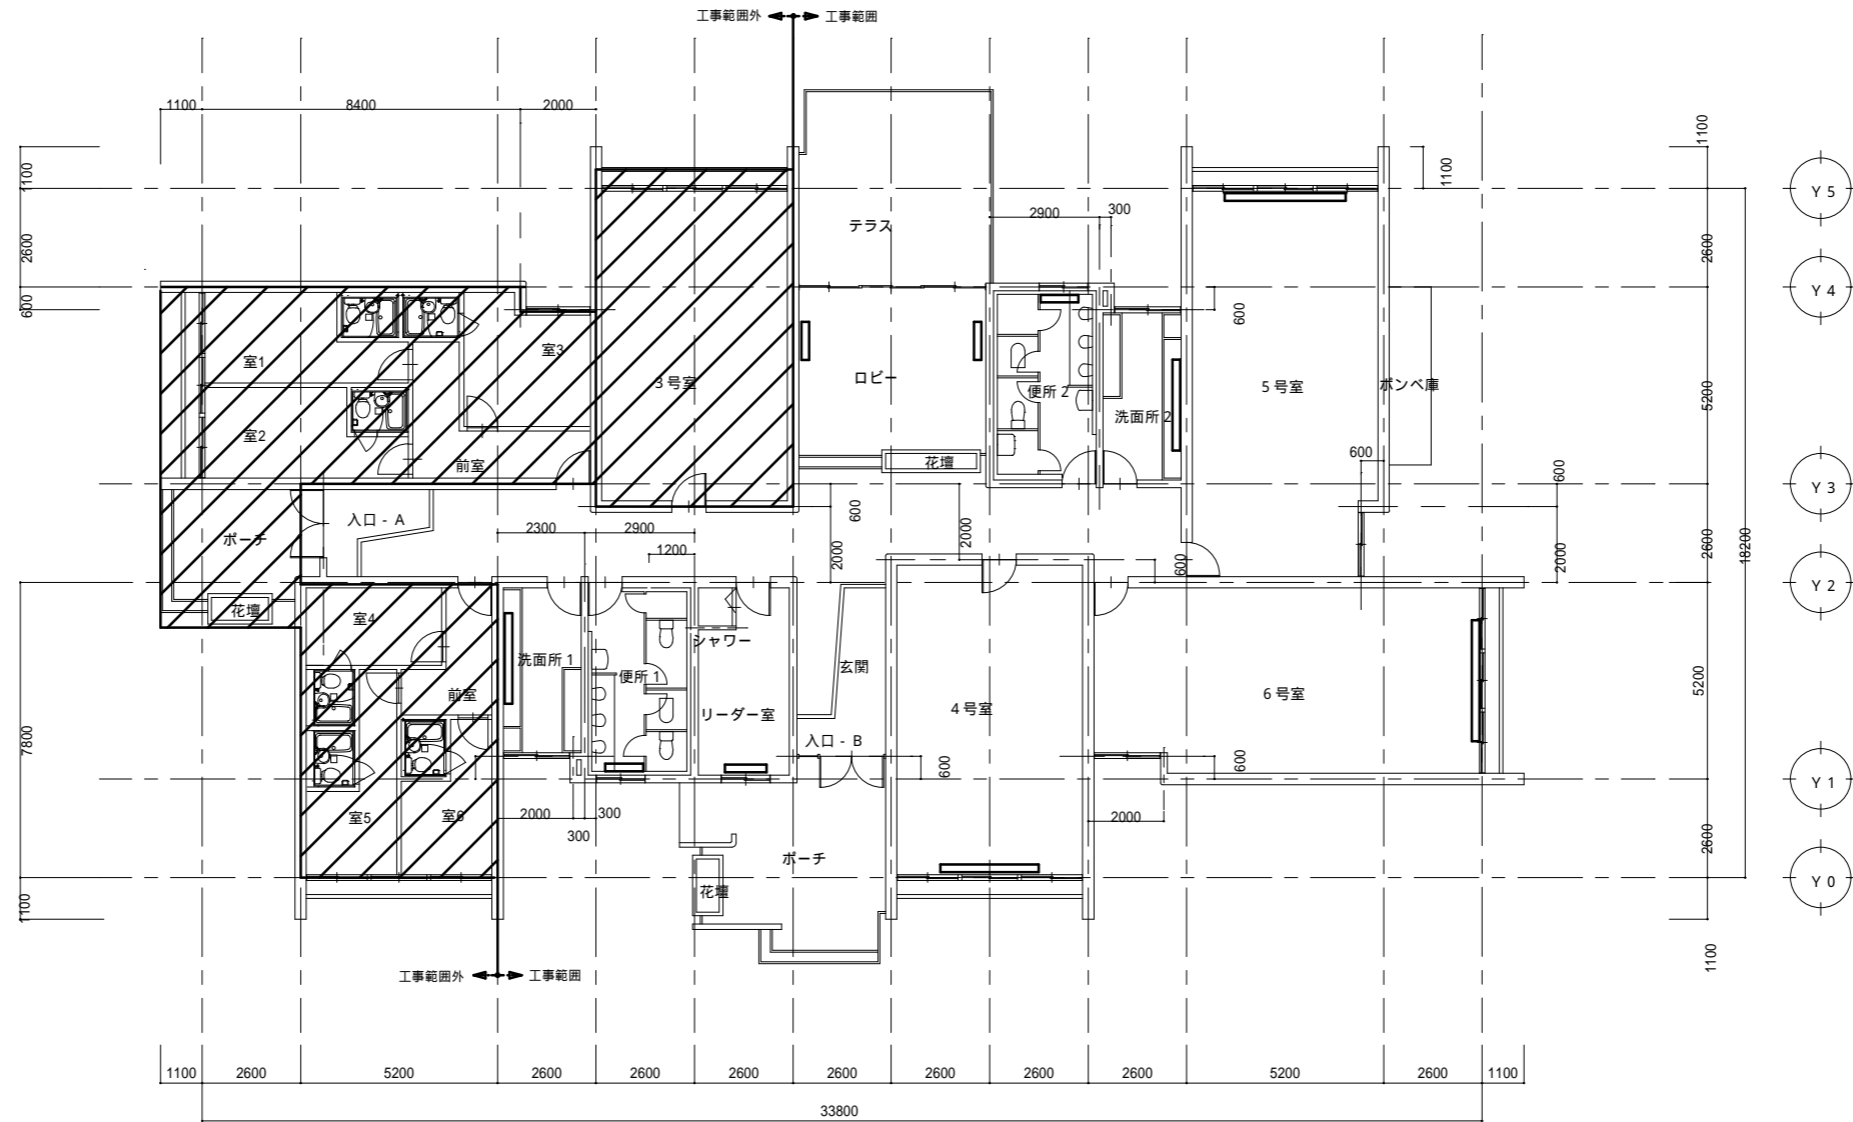 工事範囲外 工事範囲
1100 8400 2000
1100
1100
1100
1100
Y 5
テラス
2900 300
2600
2600
Y 4
600
600
室1
室3
3号室
ロビー
便所 2
洗面所 2
5号室
ボンベ庫
5200
室2
前室
花壇
600
600
Y 3
入口 - A
ポーチ
2300 2900
1200
600
2000
2000
600
2000
2600
18200
Y 2
花壇
室4
洗面所 1
便所 1
シャワー
玄関
前室
リーダー室
4号室
6号室
5200
7800
入口 - B
600
600
Y 1
室5
室6
2000 300
300
2000
ポーチ
2600
花壇
Y 0
1100
1100
工事範囲外 工事範囲
1100 2600 5200 2600 2600 2600 2600 2600 2600 2600 5200 2600 1100
33800